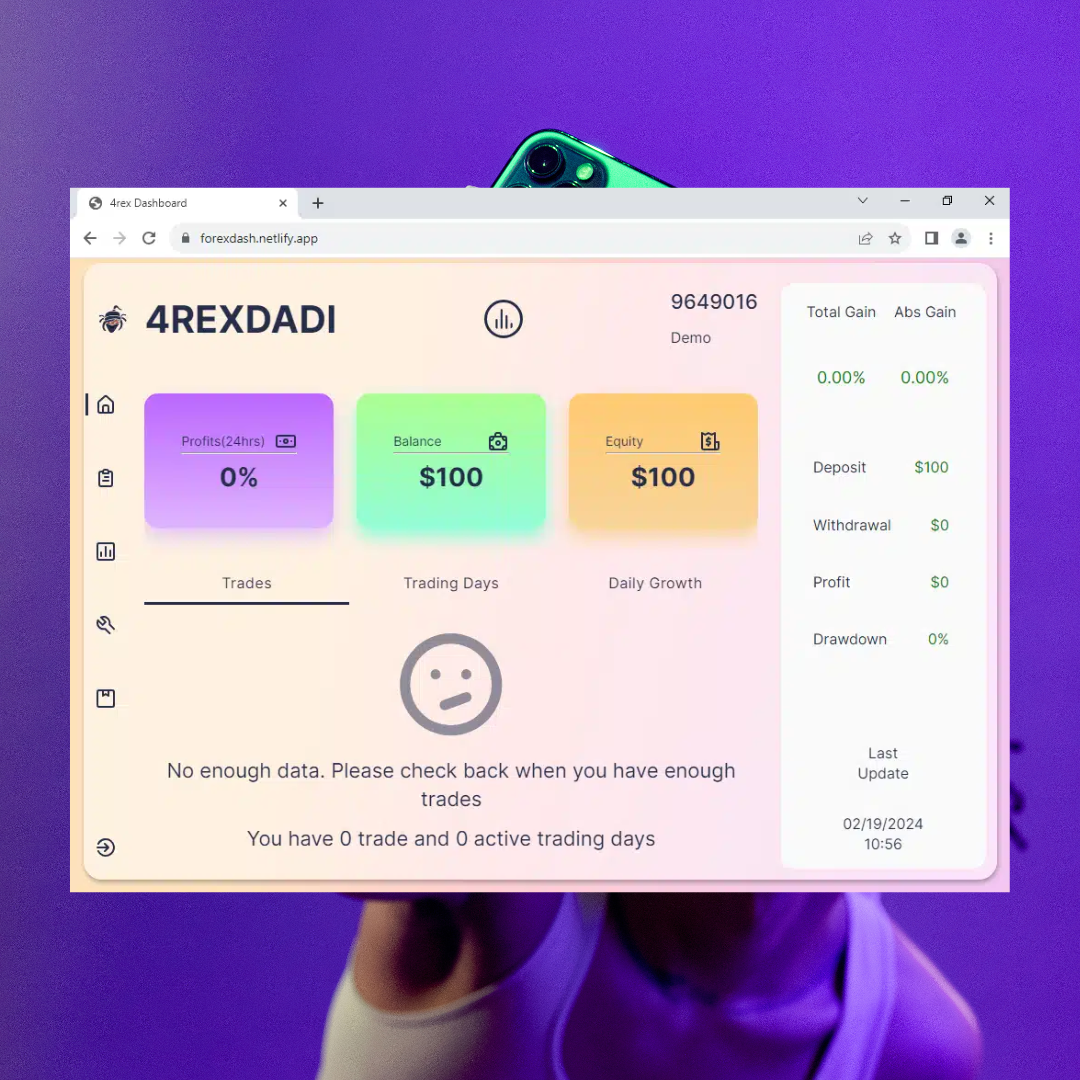 4rex Dashboard
forexdash.netlify.app
4REXDADI
9649016
Demo
Profits(24hrs)
0%
Balance
$100
Equity
$100
Trades
Trading Days
Daily Growth
No enough data. Please check back when you have enough
trades
You have 0 trade and 0 active trading days
Total Gain Abs Gain
0.00% 0.00%
Deposit $100
Withdrawal $0
Profit $0
Drawdown 0%
Last
Update
02/19/2024
10:56